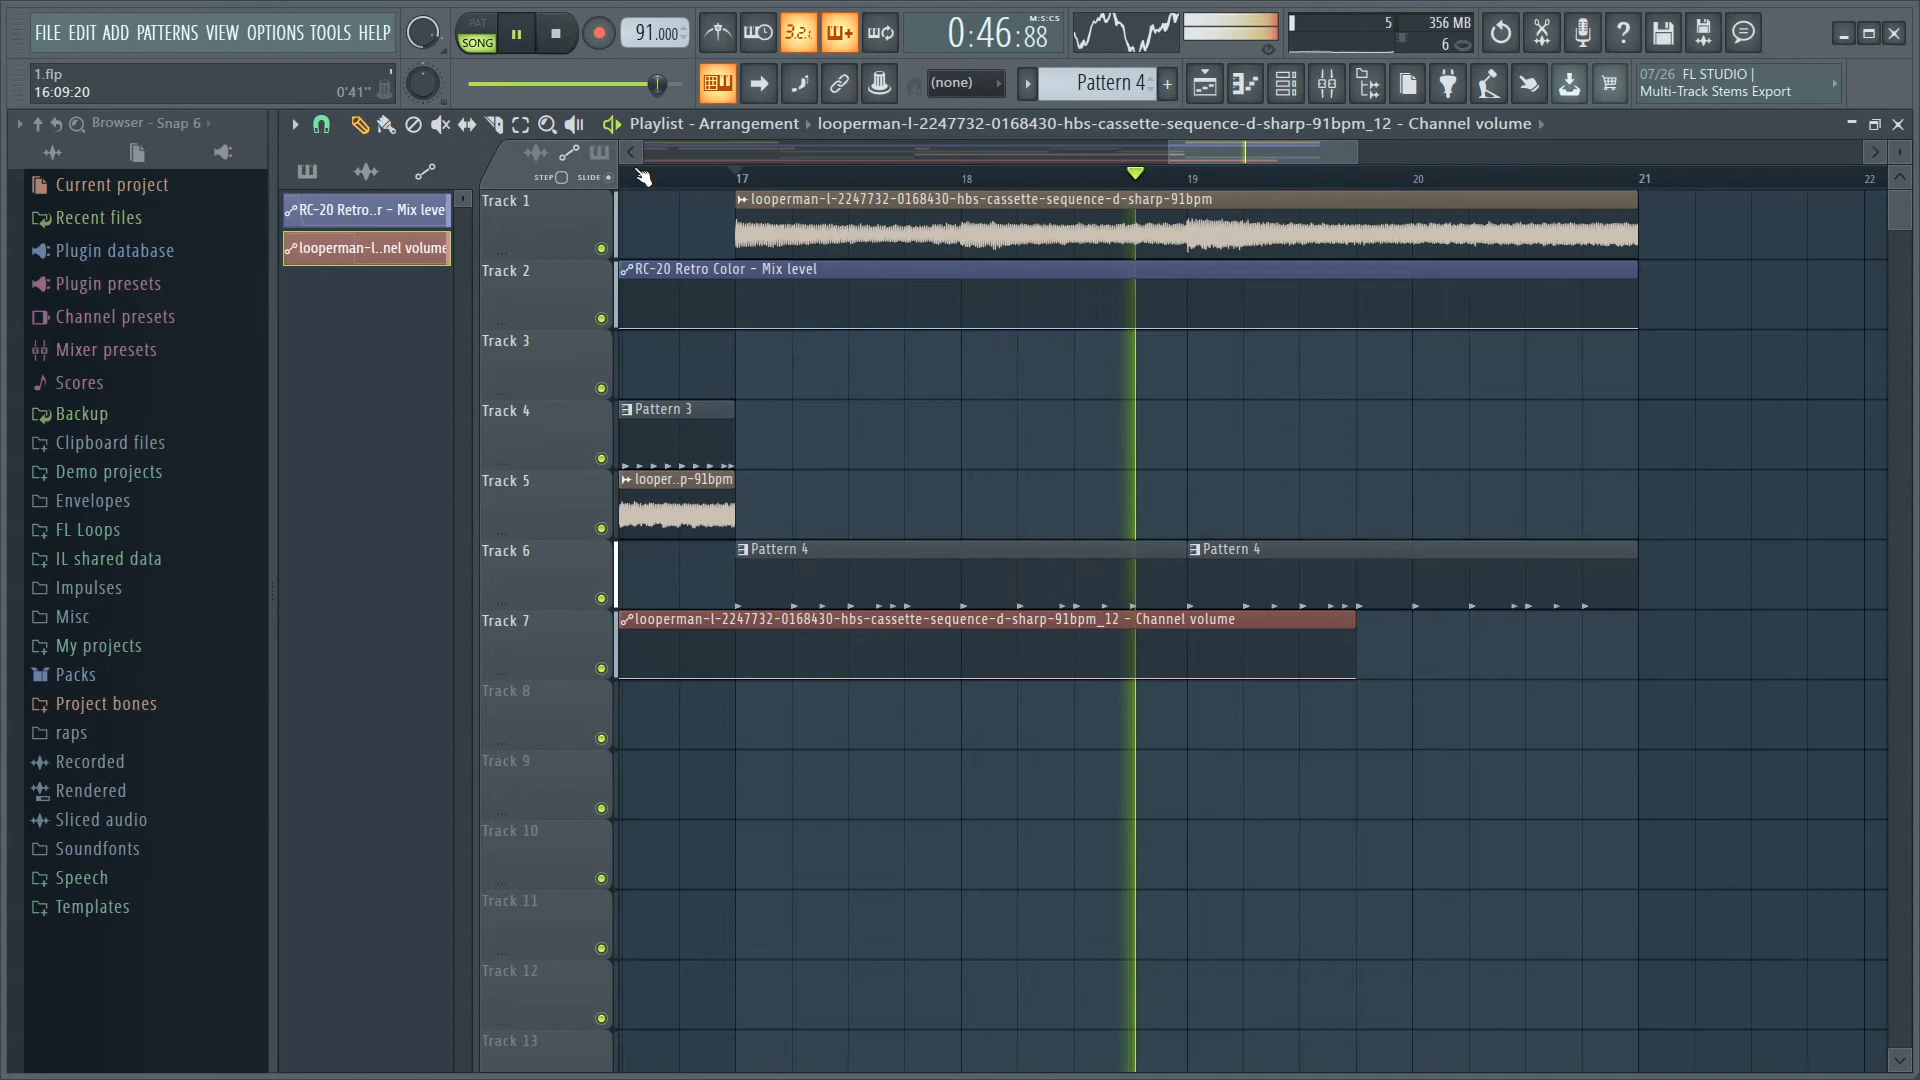 FILE EDIT ADD PATTERNS VIEW OPTIONS TOOLS HELP
PAT
SONG
91.000
3.2.
0:46:88
M:S:CS
5
356 MB
6
1.flp
16:09:20
0'41"
(none)
Pattern 4
+
07/26 FL STUDIO |
Multi-Track Stems Export
Browser - Snap 6
Playlist - Arrangement
looperman-l-2247732-0168430-hbs-cassette-sequence-d-sharp-91bpm_12 - Channel volume
STEP
SLIDE
17
18
19
20
21
22
Current project
Recent files
Plugin database
Plugin presets
Channel presets
Mixer presets
Scores
Backup
Clipboard files
Demo projects
Envelopes
FL Loops
IL shared data
Impulses
Misc
My projects
Packs
Project bones
raps
Recorded
Rendered
Sliced audio
Soundfonts
Speech
Templates
RC-20 Retro..r - Mix leve
looperman-l...nel volume
Track 1
looperman-l-2247732-0168430-hbs-cassette-sequence-d-sharp-91bpm
Track 2
RC-20 Retro Color - Mix level
Track 3
Track 4
Pattern 3
Track 5
looper..p-91bpm
Track 6
Pattern 4
Pattern 4
Track 7
looperman-l-2247732-0168430-hbs-cassette-sequence-d-sharp-91bpm_12 - Channel volume
Track 8
Track 9
Track 10
Track 11
Track 12
Track 13